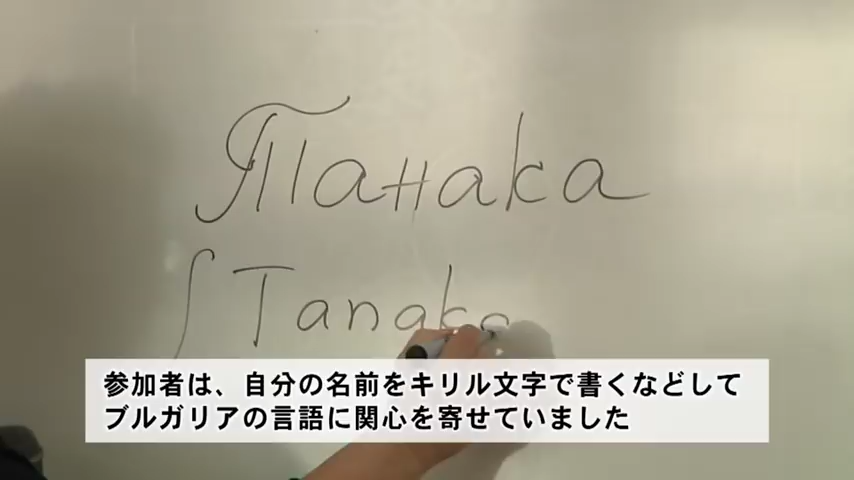 Танака
Tanaka
参加者は、自分の名前をキリル文字で書くなどして
ブルガリアの言語に関心を寄せていました